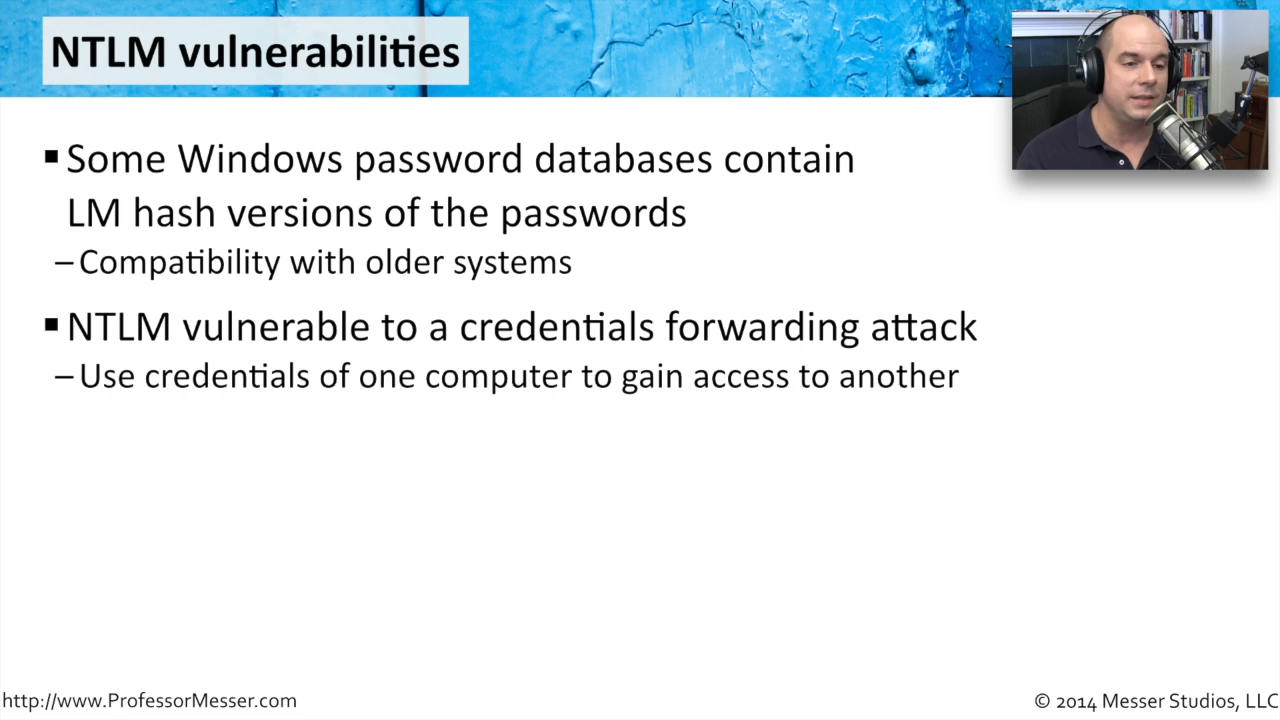 NTLM vulnerabilities
▪ Some Windows password databases contain
LM hash versions of the passwords
– Compatibility with older systems
▪ NTLM vulnerable to a credentials forwarding attack
– Use credentials of one computer to gain access to another
http://www.ProfessorMesser.com
© 2014 Messer Studios, LLC